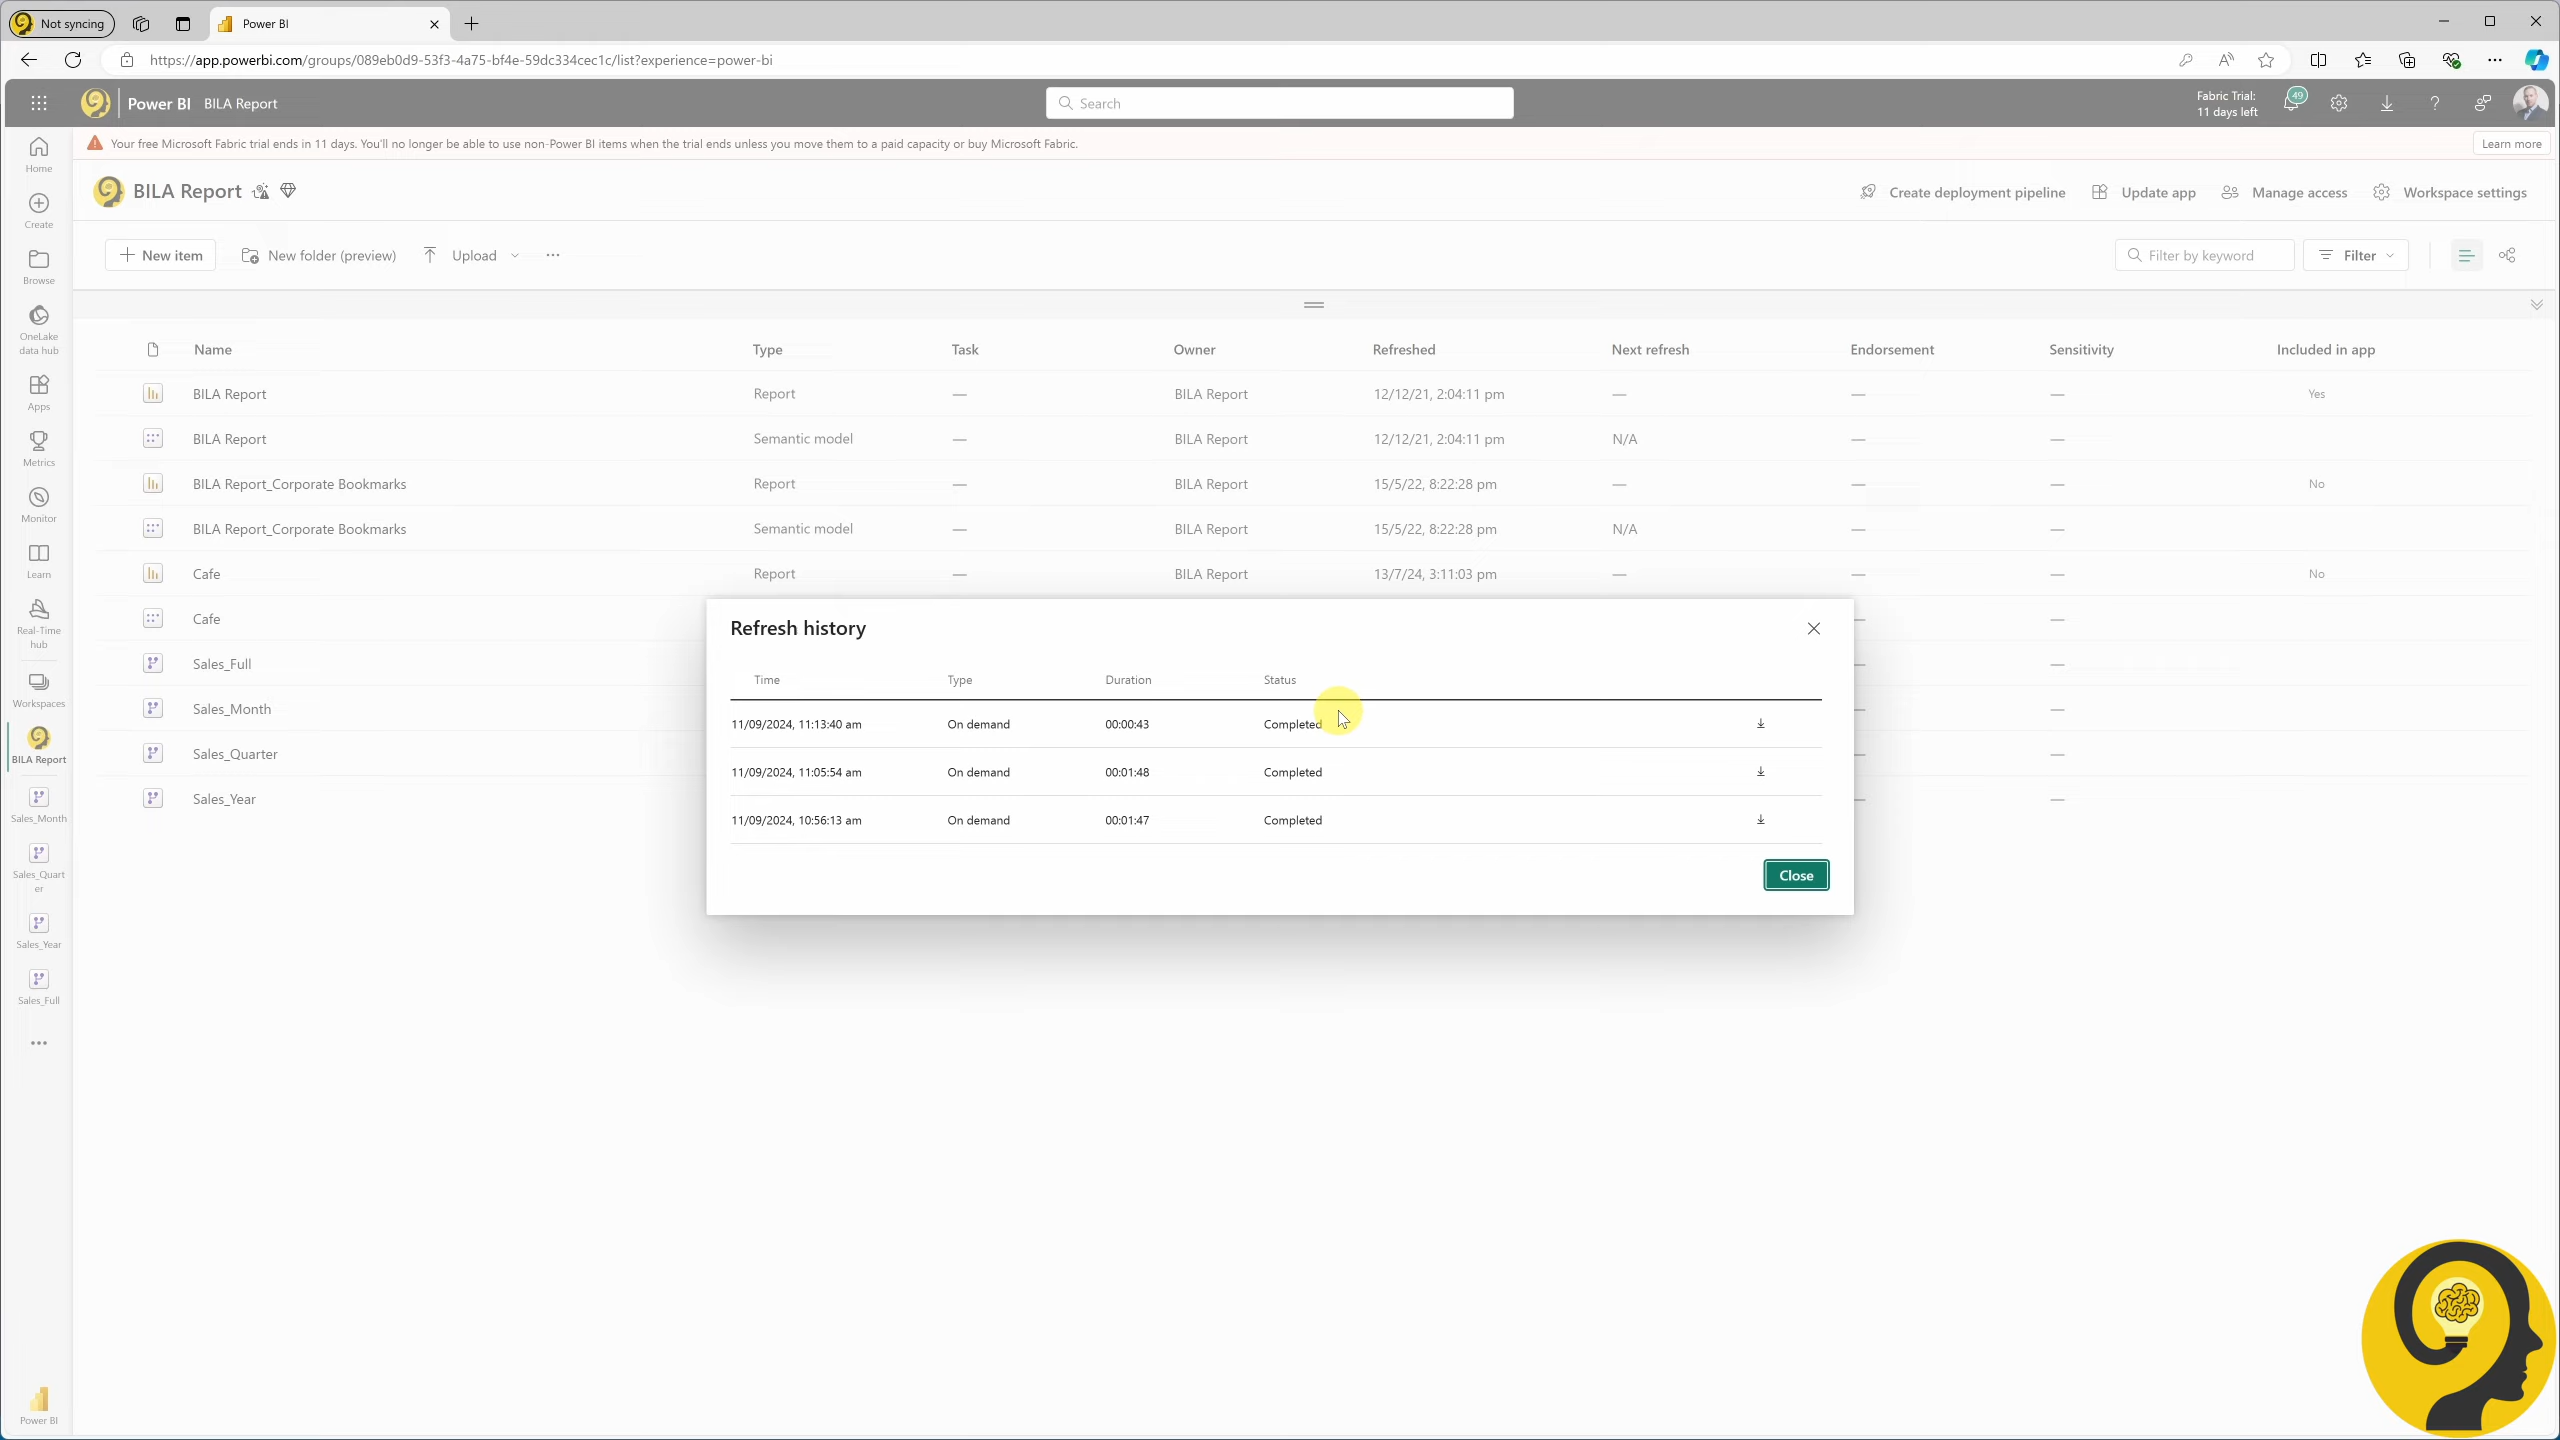 Not syncing
Power BI
https://app.powerbi.com/groups/089eb0d9-53f3-4a75-bf4e-59dc334cec1c/list?experience=power-bi
Power BI BILA Report
Search
Fabric Trial:
11 days left
49
Your free Microsoft Fabric trial ends in 11 days. You'll no longer be able to use non-Power BI items when the trial ends unless you move them to a paid capacity or buy Microsoft Fabric.
Learn more
Home
Create
Browse
OneLake
data hub
Apps
Metrics
Monitor
Learn
Real-Time
hub
Workspaces
BILA Report
Sales_Month
Sales_Quart
er
Sales_Year
Sales_Full
Power BI
BILA Report
Create deployment pipeline
Update app
Manage access
Workspace settings
New item
New folder (preview)
Upload
Filter by keyword
Filter
Name Type Task Owner Refreshed Next refresh Endorsement Sensitivity Included in app
BILA Report Report — BILA Report 12/12/21, 2:04:11 pm — — — Yes
BILA Report Semantic model — BILA Report 12/12/21, 2:04:11 pm N/A — —
BILA Report_Corporate Bookmarks Report — BILA Report 15/5/22, 8:22:28 pm — — — No
BILA Report_Corporate Bookmarks Semantic model — BILA Report 15/5/22, 8:22:28 pm N/A — —
Cafe Report — BILA Report 13/7/24, 3:11:03 pm — — — No
Cafe — —
Sales_Full — —
Sales_Month — —
Sales_Quarter — —
Sales_Year — —
Refresh history
Time Type Duration Status
11/09/2024, 11:13:40 am On demand 00:00:43 Completed
11/09/2024, 11:05:54 am On demand 00:01:48 Completed
11/09/2024, 10:56:13 am On demand 00:01:47 Completed
Close